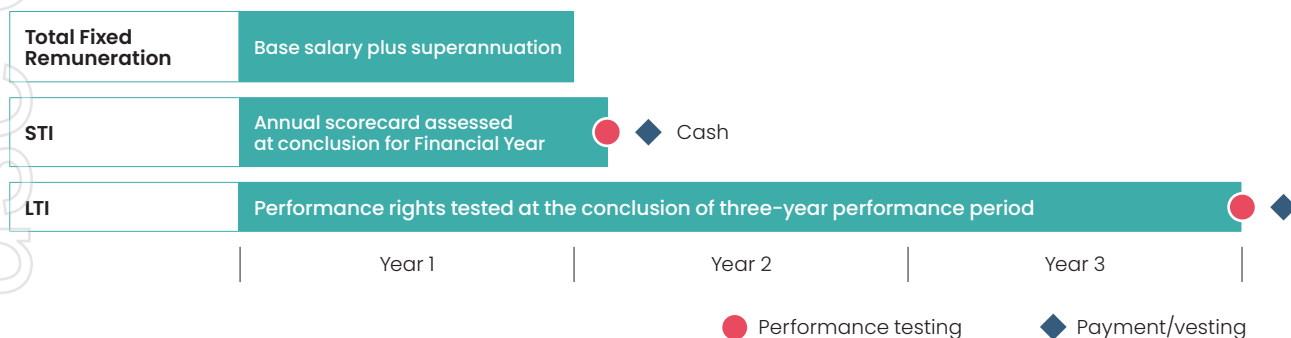 Total Fixed
Remuneration
Base salary plus superannuation
STI
Annual scorecard assessed
at conclusion for Financial Year
Cash
LTI
Performance rights tested at the conclusion of three-year performance period
Year 1
Year 2
Year 3
Performance testing
Payment/vesting